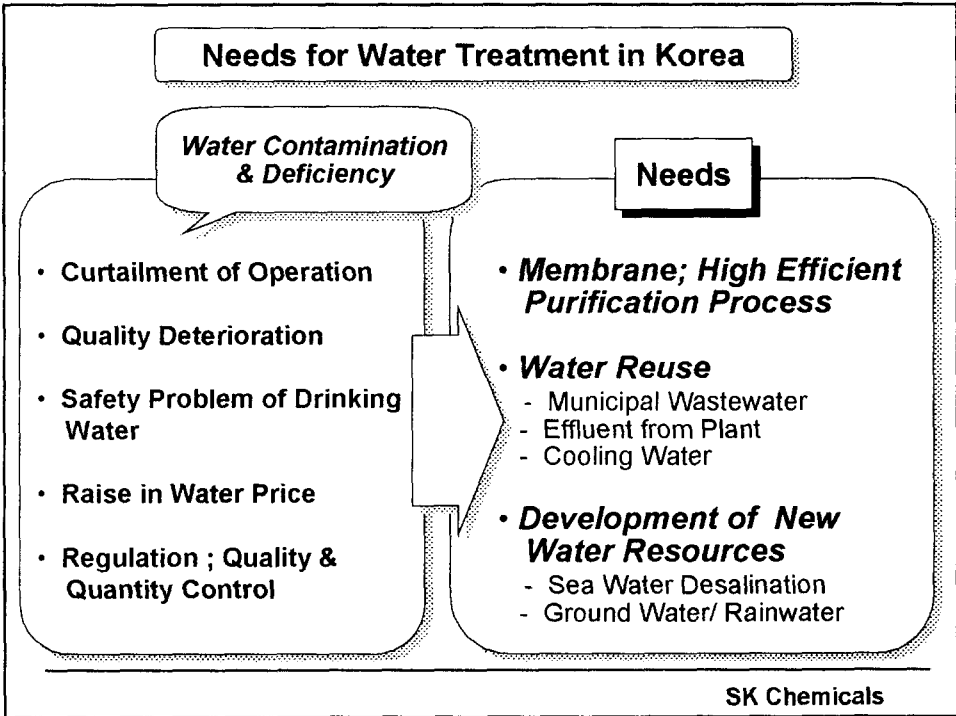 Needs for Water Treatment in Korea
Water Contamination
& Deficiency
• Curtailment of Operation
• Quality Deterioration
• Safety Problem of Drinking
Water
• Raise in Water Price
• Regulation ; Quality &
Quantity Control
Needs
• Membrane; High Efficient
Purification Process
• Water Reuse
- Municipal Wastewater
- Effluent from Plant
- Cooling Water
• Development of New
Water Resources
- Sea Water Desalination
- Ground Water/ Rainwater
SK Chemicals